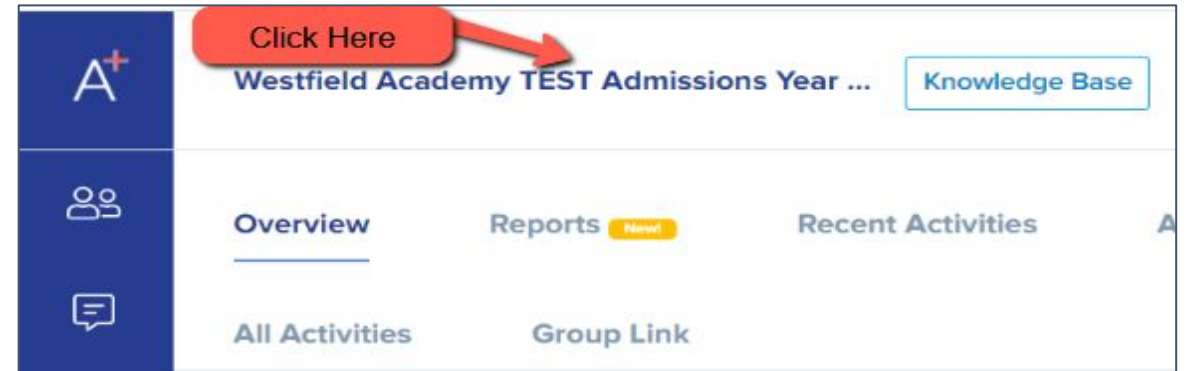 Click Here
A+
Westfield Academy TEST Admissions Year ... Knowledge Base
Overview Reports New! Recent Activities A
All Activities Group Link